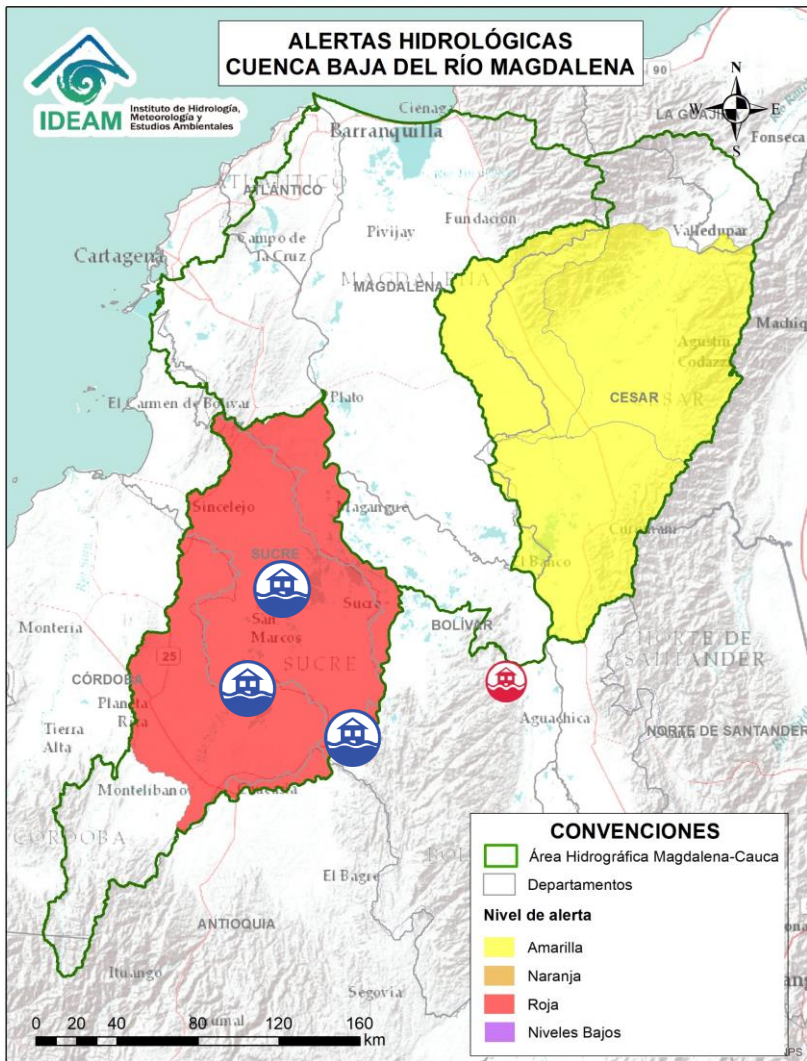 ALERTAS HIDROLÓGICAS
CUENCA BAJA DEL RÍO MAGDALENA
IDEAM
Instituto de Hidrología,
Meteorología y
Estudios Ambientales
N
W
E
S
90
Ciénaga
LA GUAJI
Barranquilla
Fonseca
ATLÁNTICO
Fundación
Pivijay
Campo de
la Cruz
Valledupar
Cartagena
MAGDALENA
MAGDALENA
Machiq
Agustín
Codazzi
El Carmen de Bolívar
Plato
CESAR
Sincelejo
Magangue
SUCRE
El Banco
Sucre
San
Marcos
BOLÍVAR
Montería
SUCRE
NORTE DE
SANTANDER
25
CÓRDOBA
Planeta
Rica
Aguachica
Tierra
Alta
NORTE DE SANTANDER
Montelibano
CÓRDOBA
El Bagre
ANTIOQUIA
Ituango
Segovia
0 20 40 80 120 160
km
CONVENCIONES
Área Hidrográfica Magdalena-Cauca
Departamentos
Nivel de alerta
Amarilla
Naranja
Roja
Niveles Bajos